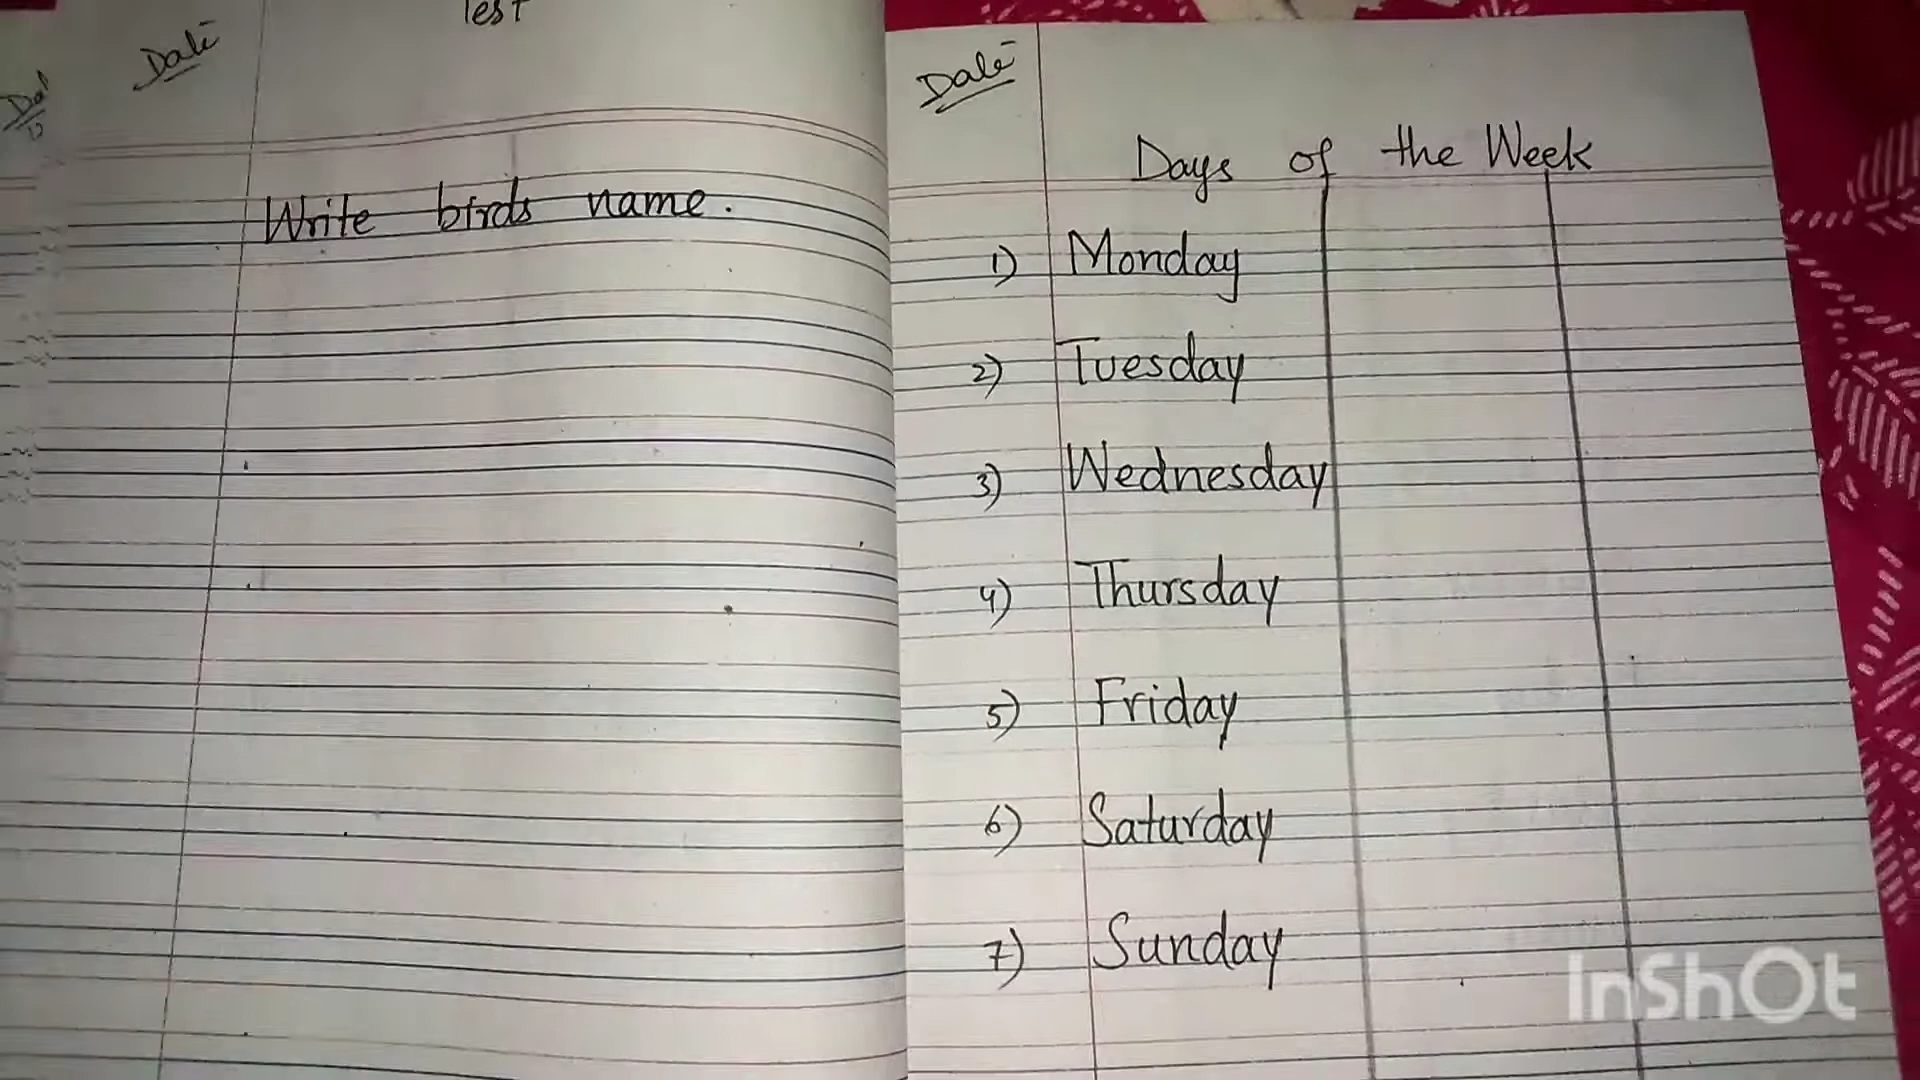 Test
Date
Write birds name.
Date
Days of the Week
1) Monday
2) Tuesday
3) Wednesday
4) Thursday
5) Friday
6) Saturday
7) Sunday
InShOt